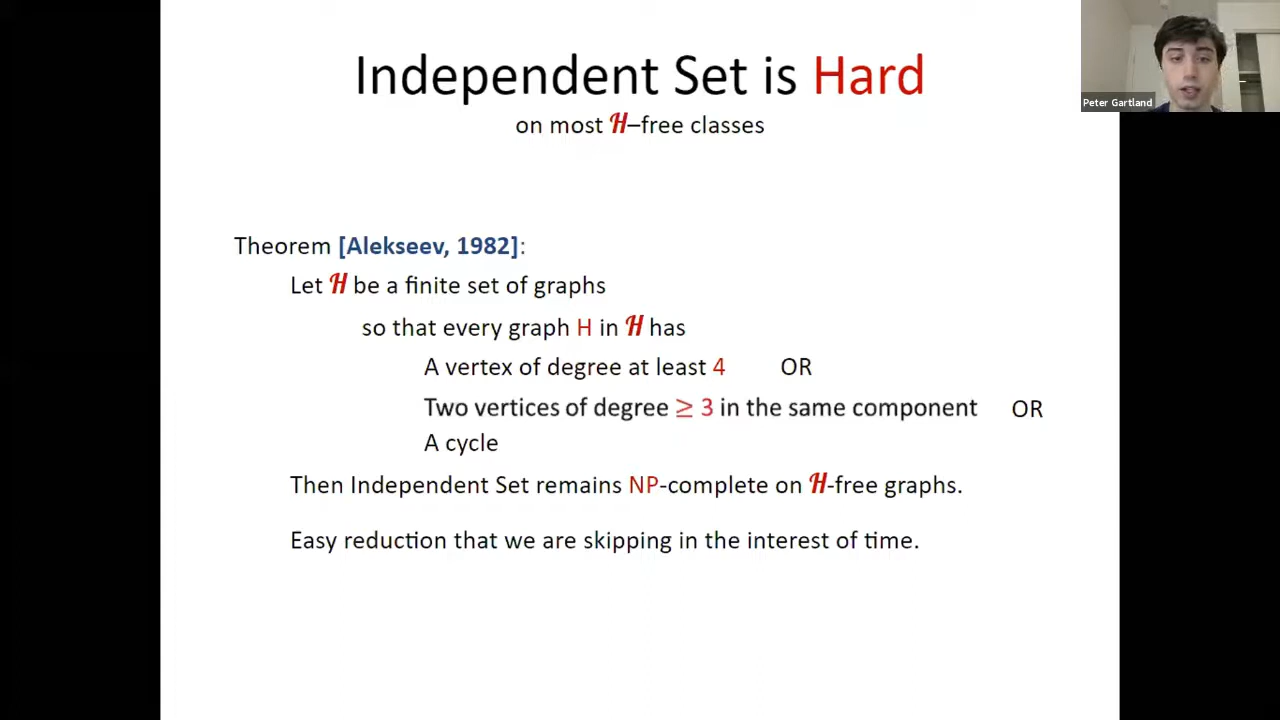 Independent Set is Hard
on most H–free classes
Peter Gartland
Theorem [Alekseev, 1982]:
Let H be a finite set of graphs
so that every graph H in H has
A vertex of degree at least 4 OR
Two vertices of degree ≥ 3 in the same component OR
A cycle
Then Independent Set remains NP-complete on H-free graphs.
Easy reduction that we are skipping in the interest of time.